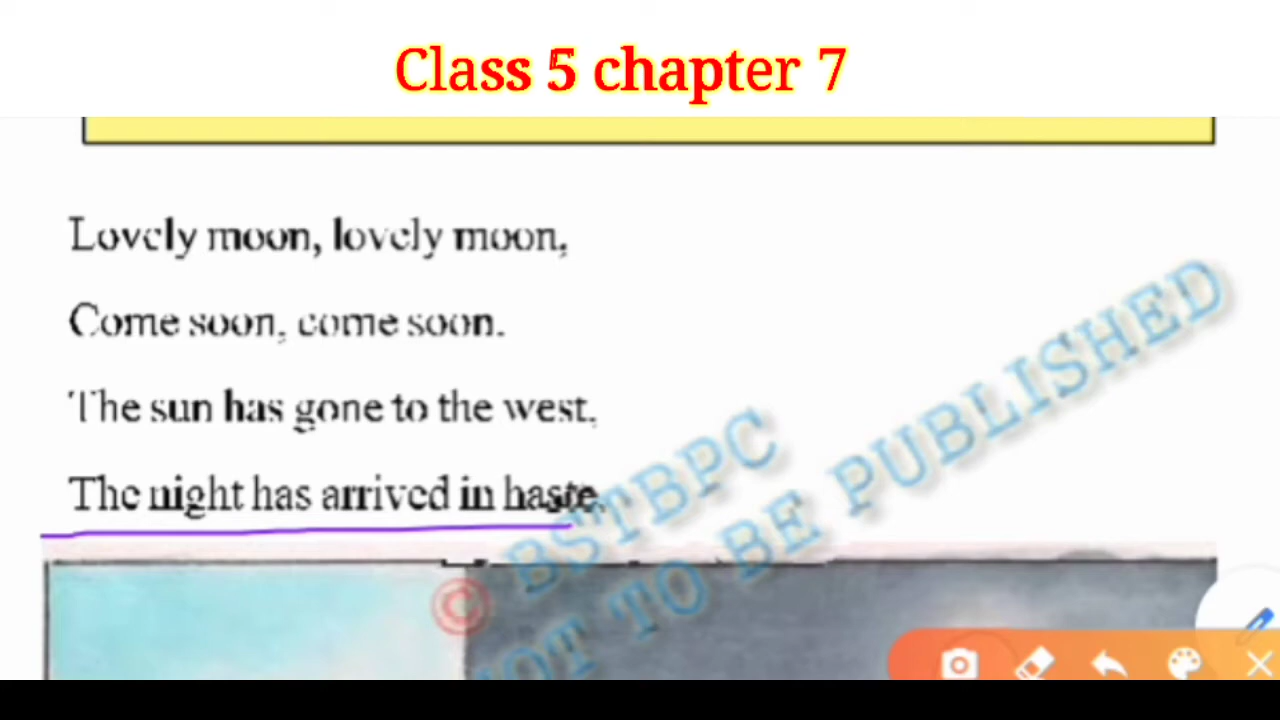 Class 5 chapter 7
Lovely moon, lovely moon,
Come soon, come soon.
The sun has gone to the west,
The night has arrived in haste.
© BSTBPC
NOT TO BE PUBLISHED